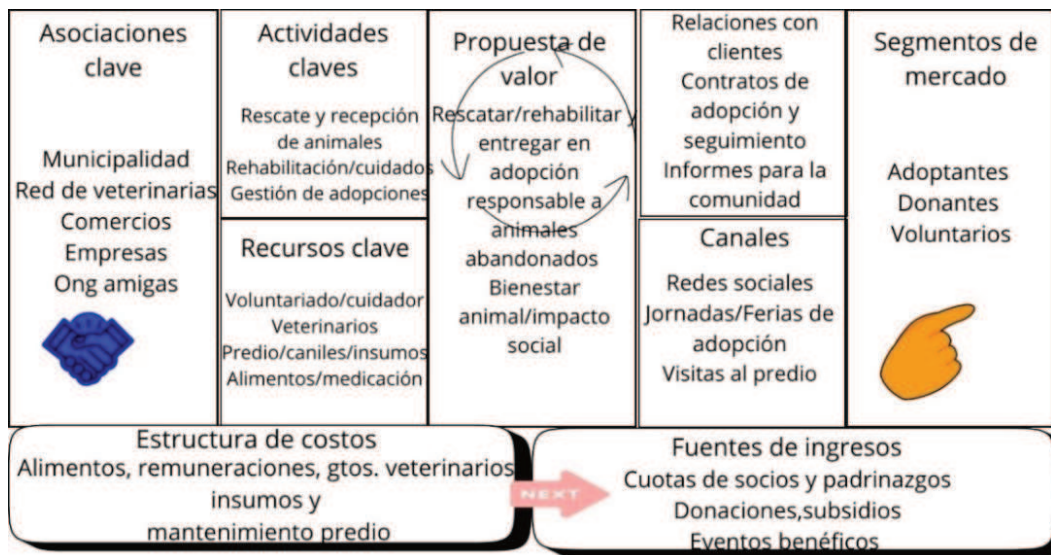 Asociaciones
clave
Municipalidad
Red de veterinarias
Comercios
Empresas
Ong amigas
Actividades
claves
Rescate y recepción
de animales
Rehabilitación/cuidados
Gestión de adopciones
Recursos clave
Voluntariado/cuidador
Veterinarios
Predio/caniles/insumos
Alimentos/medicación
Propuesta de
valor
Rescatar/rehabilitar y
entregar en
adopción
responsable a
animales
abandonados
Bienestar
animal/impacto
social
Relaciones con
clientes
Contratos de
adopción y
seguimiento
Informes para la
comunidad
Canales
Redes sociales
Jornadas/Ferias de
adopción
Visitas al predio
Segmentos de
mercado
Adoptantes
Donantes
Voluntarios
Estructura de costos
Alimentos, remuneraciones, gtos. veterinarios
insumos y
mantenimiento predio
NEXT
Fuentes de ingresos
Cuotas de socios y padrinazgos
Donaciones,subsidios
Eventos benéficos